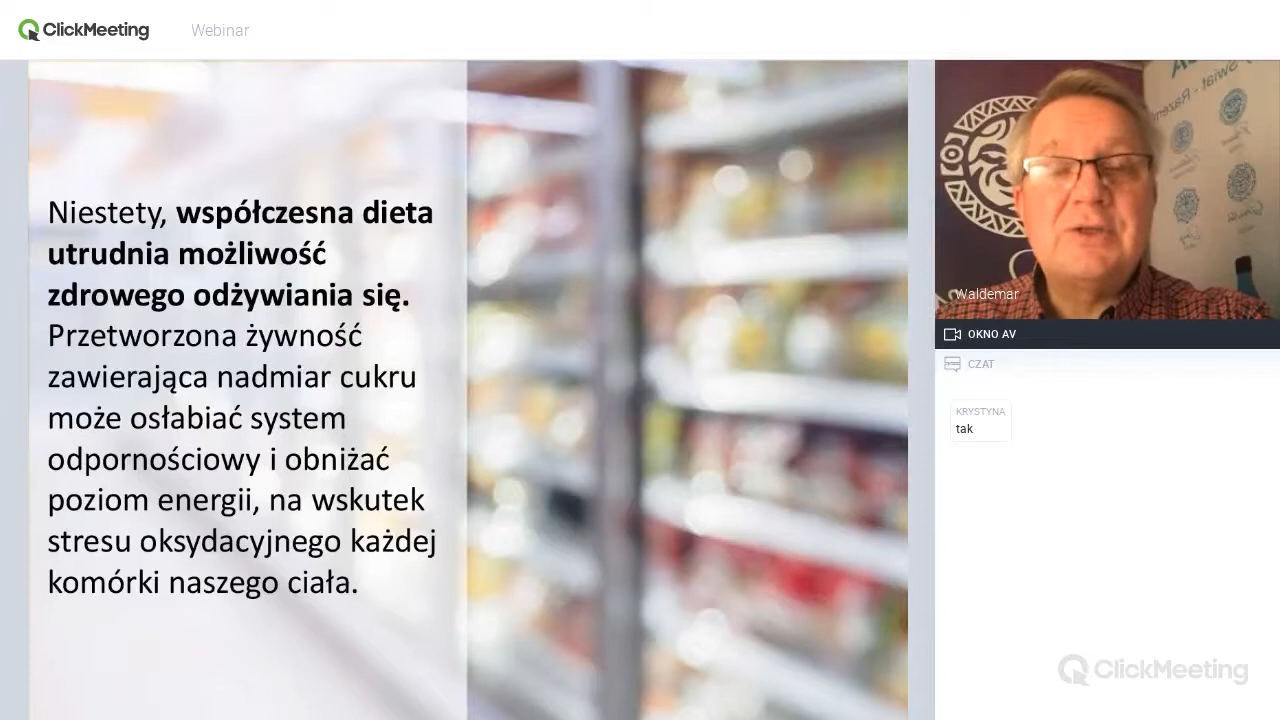 ClickMeeting
Webinar
Niestety, współczesna dieta
utrudnia możliwość
zdrowego odżywiania się.
Przetworzona żywność
zawierająca nadmiar cukru
może osłabiać system
odpornościowy i obniżać
poziom energii, na wskutek
stresu oksydacyjnego każdej
komórki naszego ciała.
Waldemar
OKNO AV
CZAT
KRYSTYNA
tak
ClickMeeting